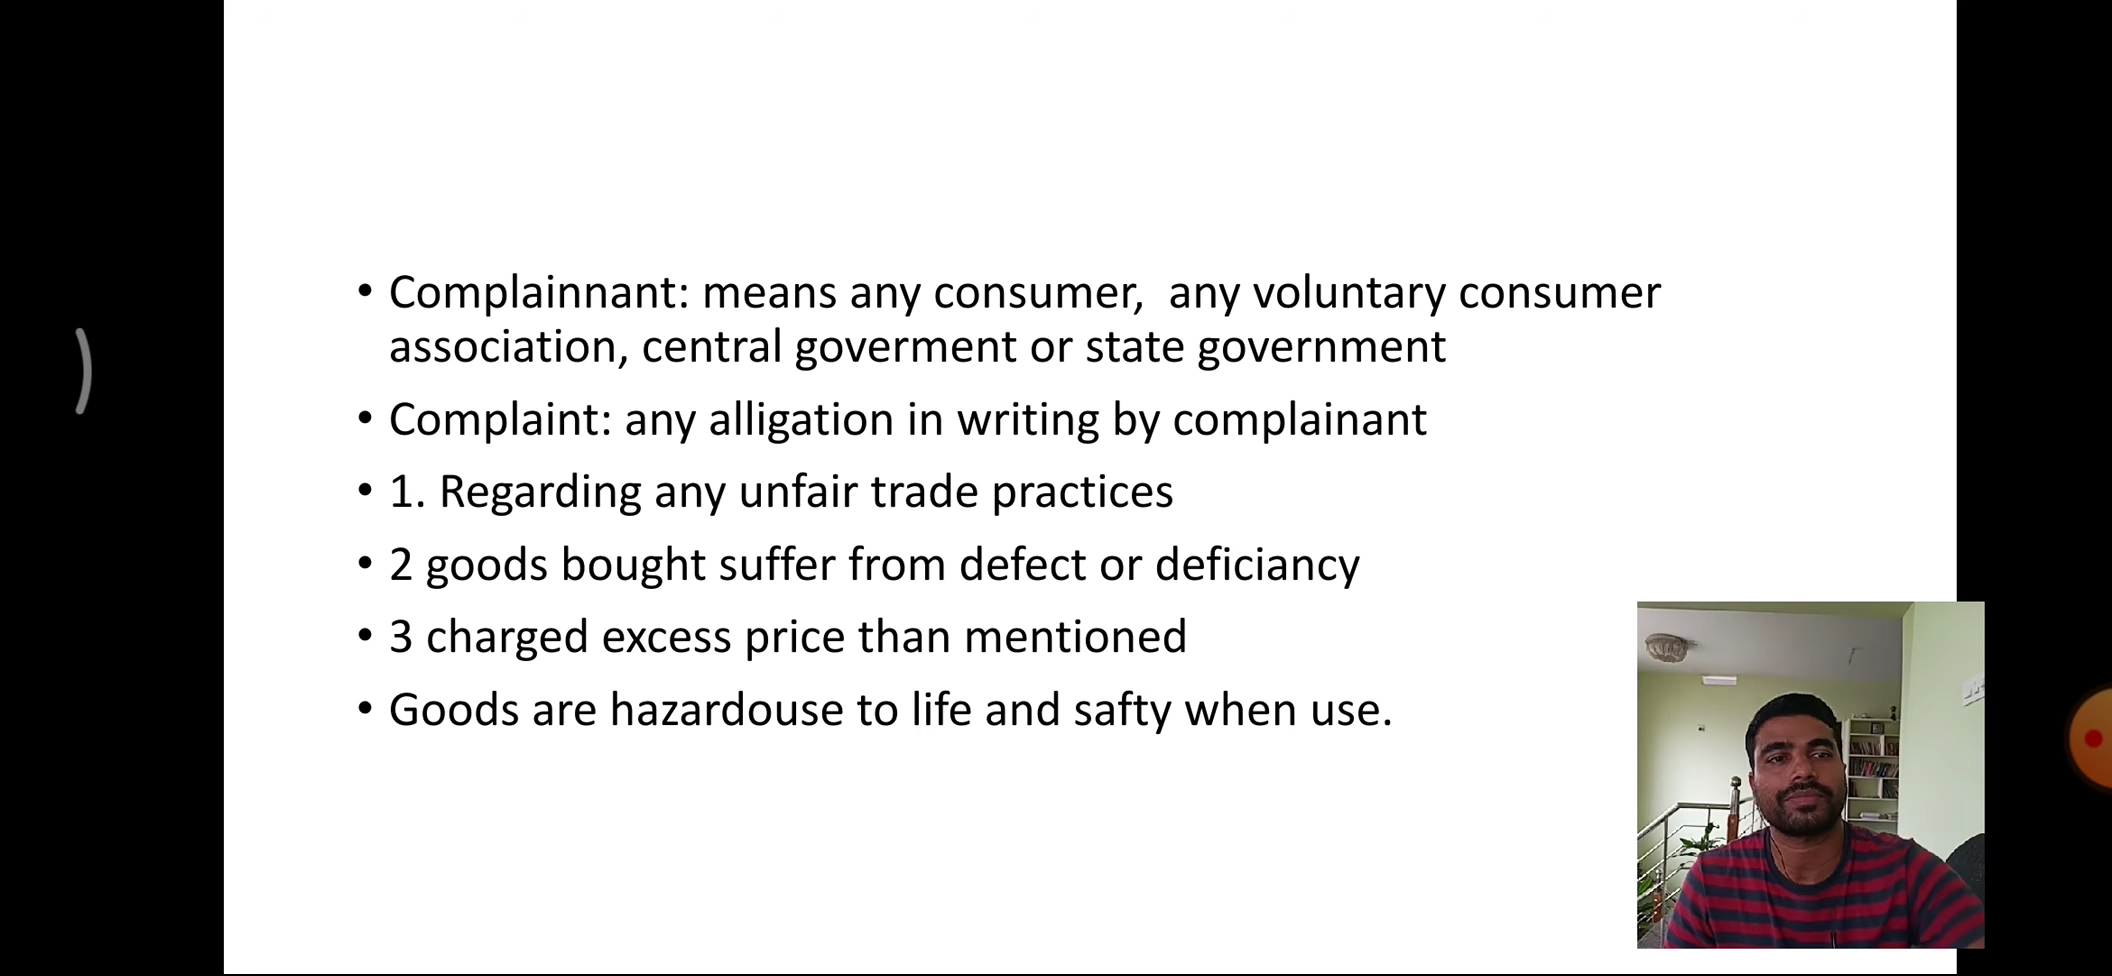 • Complainnant: means any consumer,  any voluntary consumer
association, central goverment or state government
• Complaint: any alligation in writing by complainant
• 1. Regarding any unfair trade practices
• 2 goods bought suffer from defect or deficiancy
• 3 charged excess price than mentioned
• Goods are hazardouse to life and safty when use.